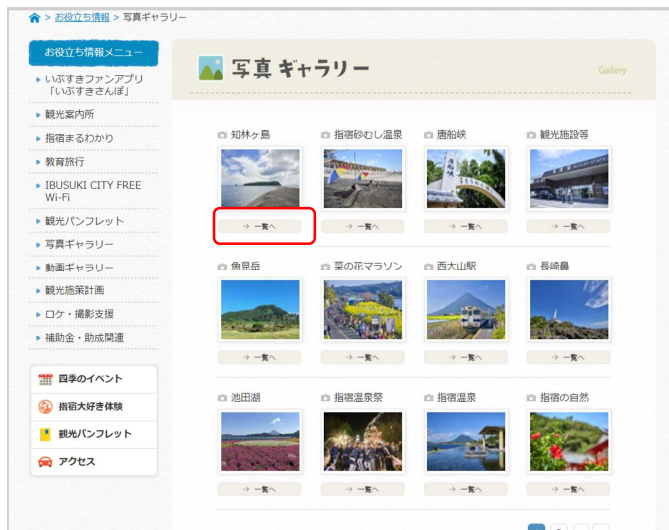 > お役立ち情報 > 写真ギャラリー
お役立ち情報メニュー
いぶすきファンアプリ
「いぶすきさんぽ」
観光案内所
指宿まるわかり
教育旅行
IBUSUKI CITY FREE
Wi-Fi
観光パンフレット
写真ギャラリー
動画ギャラリー
観光施策計画
ロケ・撮影支援
補助金・助成関連
四季のイベント
指宿大好き体験
観光パンフレット
アクセス
写真ギャラリー
Gallery
知林ヶ島
指宿砂むし温泉
唐船峡
観光施設等
→ 一覧へ
→ 一覧へ
→ 一覧へ
→ 一覧へ
魚見岳
菜の花マラソン
西大山駅
長崎鼻
→ 一覧へ
→ 一覧へ
→ 一覧へ
→ 一覧へ
池田湖
指宿温泉祭
指宿温泉
指宿の自然
→ 一覧へ
→ 一覧へ
→ 一覧へ
→ 一覧へ